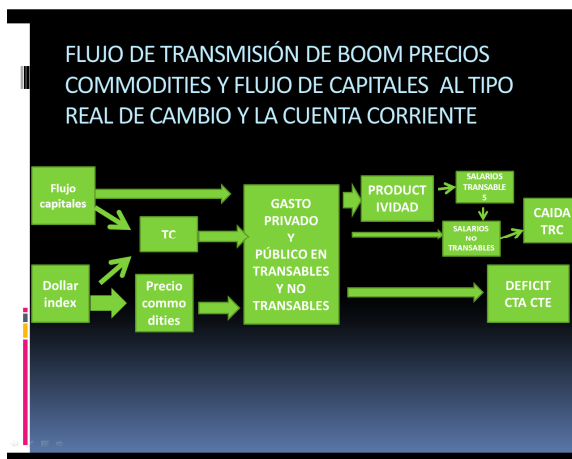 FLUJO DE TRANSMISIÓN DE BOOM PRECIOS
COMMODITIES Y FLUJO DE CAPITALES AL TIPO
REAL DE CAMBIO Y LA CUENTA CORRIENTE
Flujo
capitales
Dollar
index
TC
Precio
commo
dities
GASTO
PRIVADO
Y
PÚBLICO EN
TRANSABLES
Y NO
TRANSABLES
PRODUCT
IVIDAD
SALARIOS
TRANSABLE
S
SALARIOS
NO
TRANSABLES
CAIDA
TRC
DEFICIT
CTA CTE